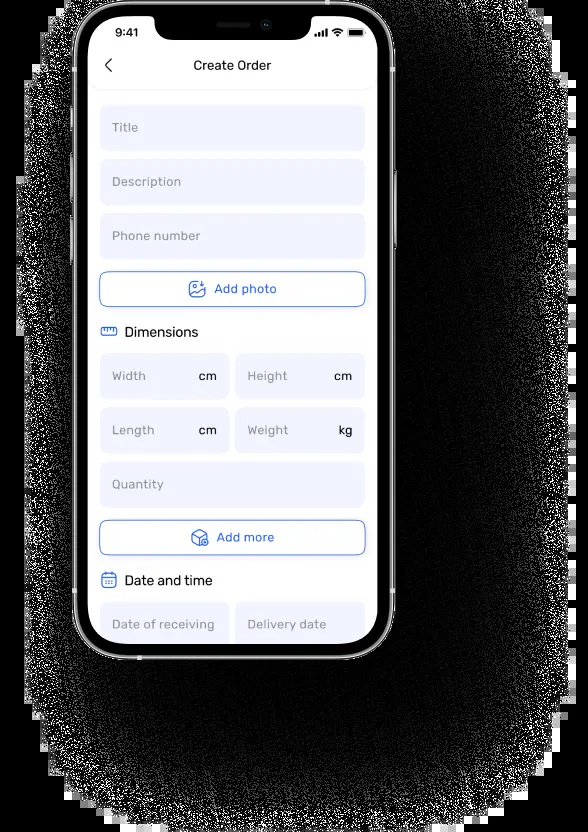 9:41
Create Order
Title
Description
Phone number
Add photo
Dimensions
Width cm Height cm
Length cm Weight kg
Quantity
Add more
Date and time
Date of receiving Delivery date